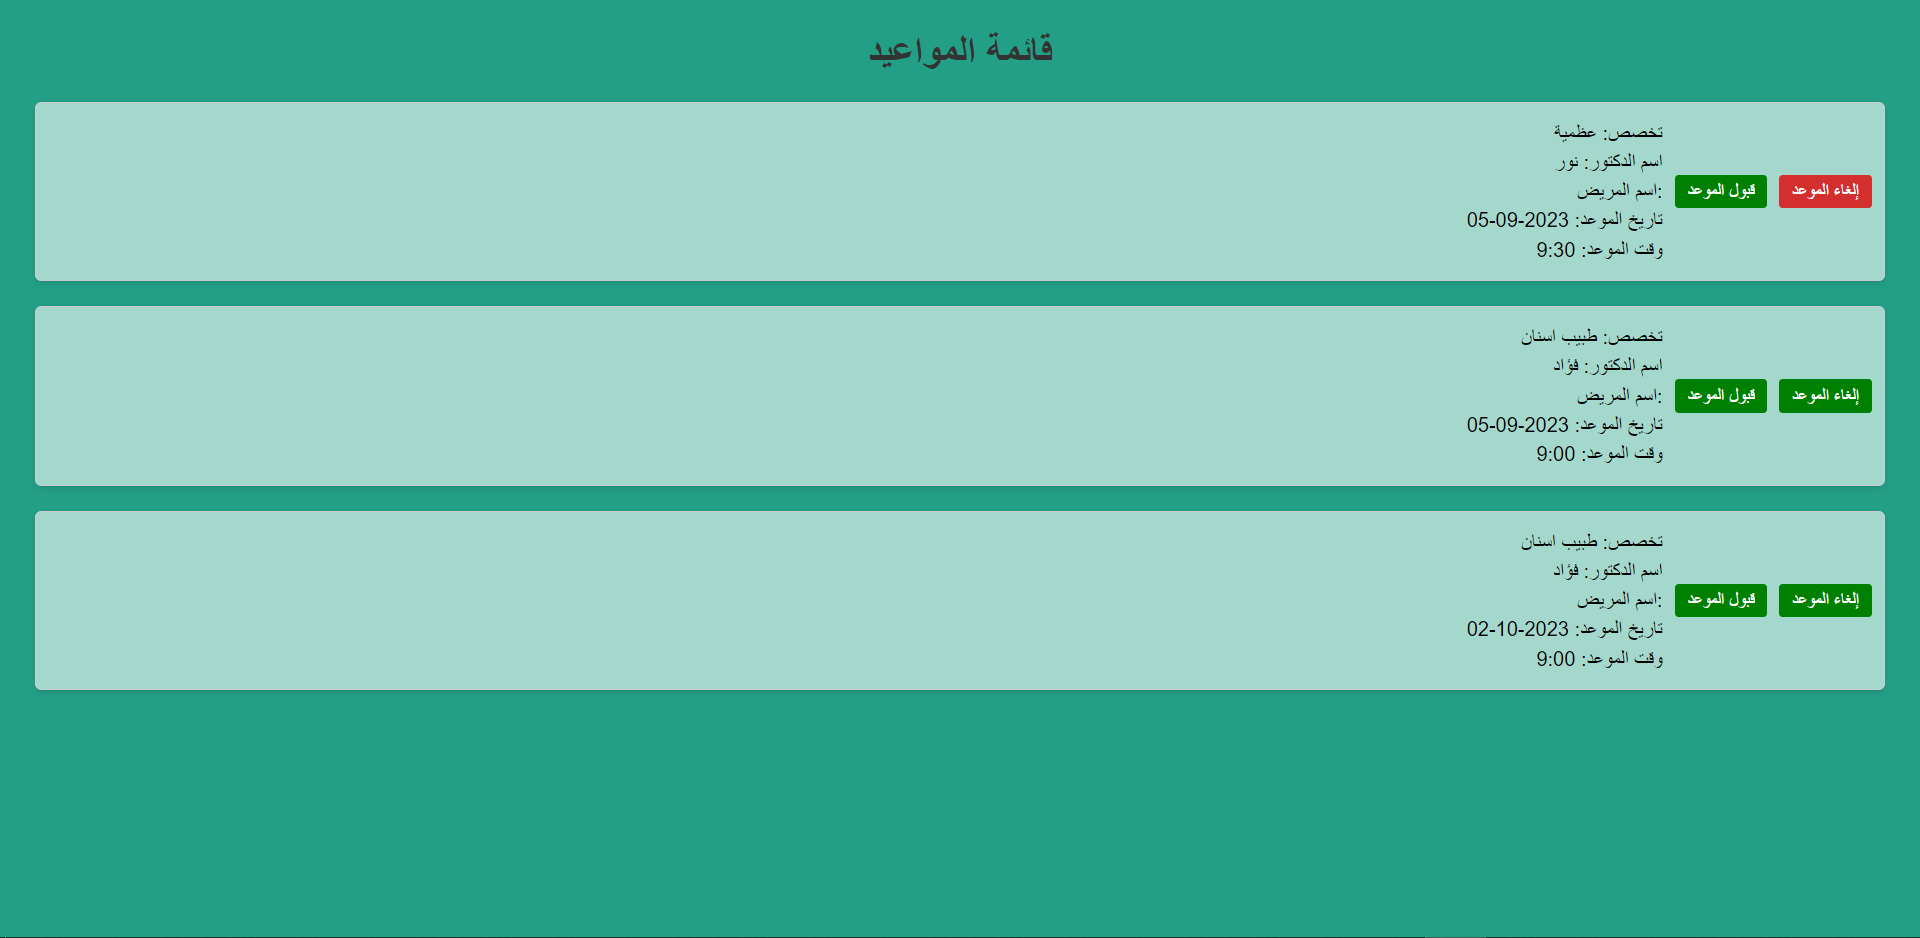 قائمة المواعيد
تخصص: عظمية
اسم الدكتور: نور
:اسم المريض
تاريخ الموعد: 2023-09-05
وقت الموعد: 9:30
إلغاء الموعد
قبول الموعد
تخصص: طبيب اسنان
اسم الدكتور: فؤاد
:اسم المريض
تاريخ الموعد: 2023-09-05
وقت الموعد: 9:00
إلغاء الموعد
قبول الموعد
تخصص: طبيب اسنان
اسم الدكتور: فؤاد
:اسم المريض
تاريخ الموعد: 2023-10-02
وقت الموعد: 9:00
إلغاء الموعد
قبول الموعد